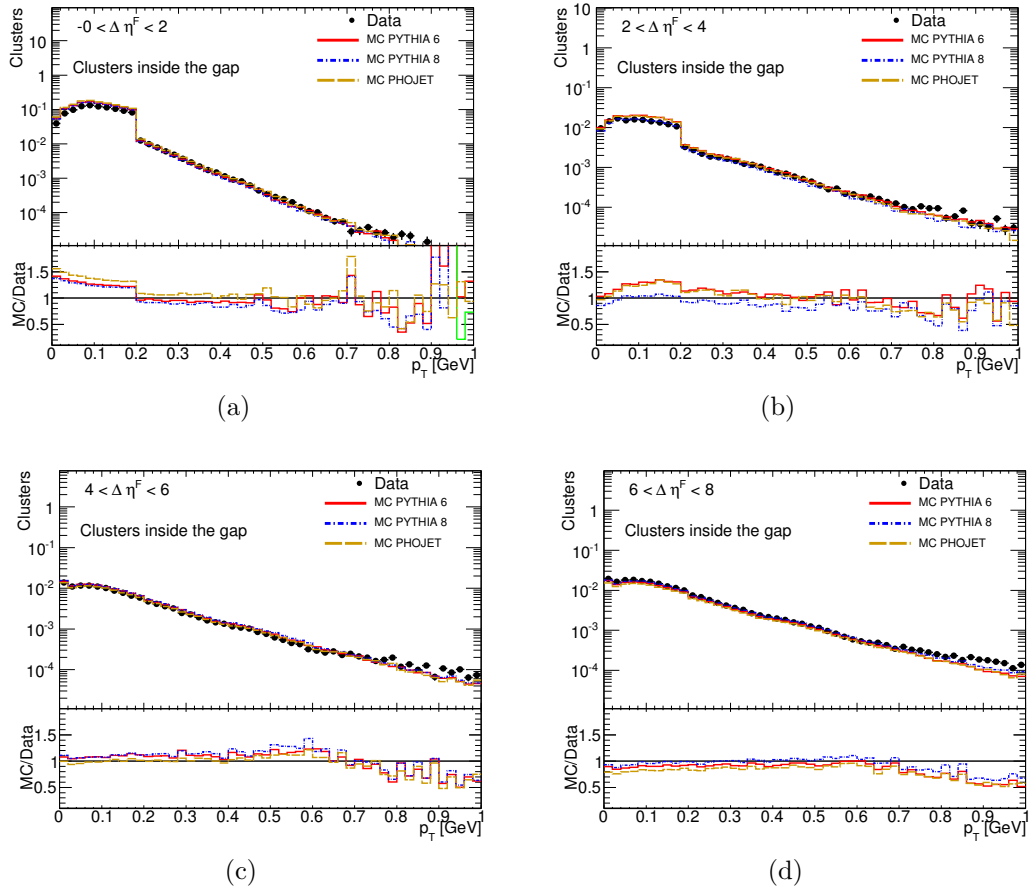 Clusters
10
1
10^-1
10^-2
10^-3
10^-4
-0 < Δ η^F < 2
Clusters inside the gap
Data
MC PYTHIA 6
MC PYTHIA 8
MC PHOJET
MC/Data
1.5
1
0.5
0 0.1 0.2 0.3 0.4 0.5 0.6 0.7 0.8 0.9 1
p_T [GeV]
(a)
Clusters
10
1
10^-1
10^-2
10^-3
10^-4
2 < Δ η^F < 4
Clusters inside the gap
Data
MC PYTHIA 6
MC PYTHIA 8
MC PHOJET
MC/Data
1.5
1
0.5
0 0.1 0.2 0.3 0.4 0.5 0.6 0.7 0.8 0.9 1
p_T [GeV]
(b)
Clusters
1
10^-1
10^-2
10^-3
10^-4
4 < Δ η^F < 6
Clusters inside the gap
Data
MC PYTHIA 6
MC PYTHIA 8
MC PHOJET
MC/Data
1.5
1
0.5
0 0.1 0.2 0.3 0.4 0.5 0.6 0.7 0.8 0.9 1
p_T [GeV]
(c)
Clusters
1
10^-1
10^-2
10^-3
10^-4
6 < Δ η^F < 8
Clusters inside the gap
Data
MC PYTHIA 6
MC PYTHIA 8
MC PHOJET
MC/Data
1.5
1
0.5
0 0.1 0.2 0.3 0.4 0.5 0.6 0.7 0.8 0.9 1
p_T [GeV]
(d)